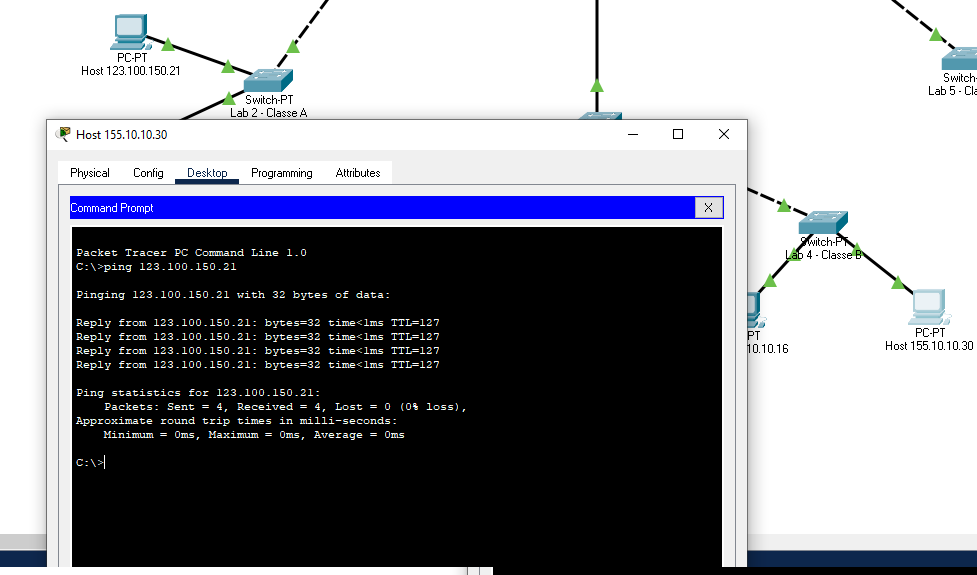 PC-PT
Host 123.100.150.21
Switch-PT
Lab 2 - Classe A
Switch-PT
Lab 5 - Cla
Host 155.10.10.30
Physical
Config
Desktop
Programming
Attributes
Command Prompt
X
Packet Tracer PC Command Line 1.0
C:\>ping 123.100.150.21
Pinging 123.100.150.21 with 32 bytes of data:
Reply from 123.100.150.21: bytes=32 time<1ms TTL=127
Reply from 123.100.150.21: bytes=32 time<1ms TTL=127
Reply from 123.100.150.21: bytes=32 time<1ms TTL=127
Reply from 123.100.150.21: bytes=32 time<1ms TTL=127
Ping statistics for 123.100.150.21:
Packets: Sent = 4, Received = 4, Lost = 0 (0% loss),
Approximate round trip times in milli-seconds:
Minimum = 0ms, Maximum = 0ms, Average = 0ms
C:\>
Switch-PT
Lab 4 - Classe B
PT
10.10.16
PC-PT
Host 155.10.10.30